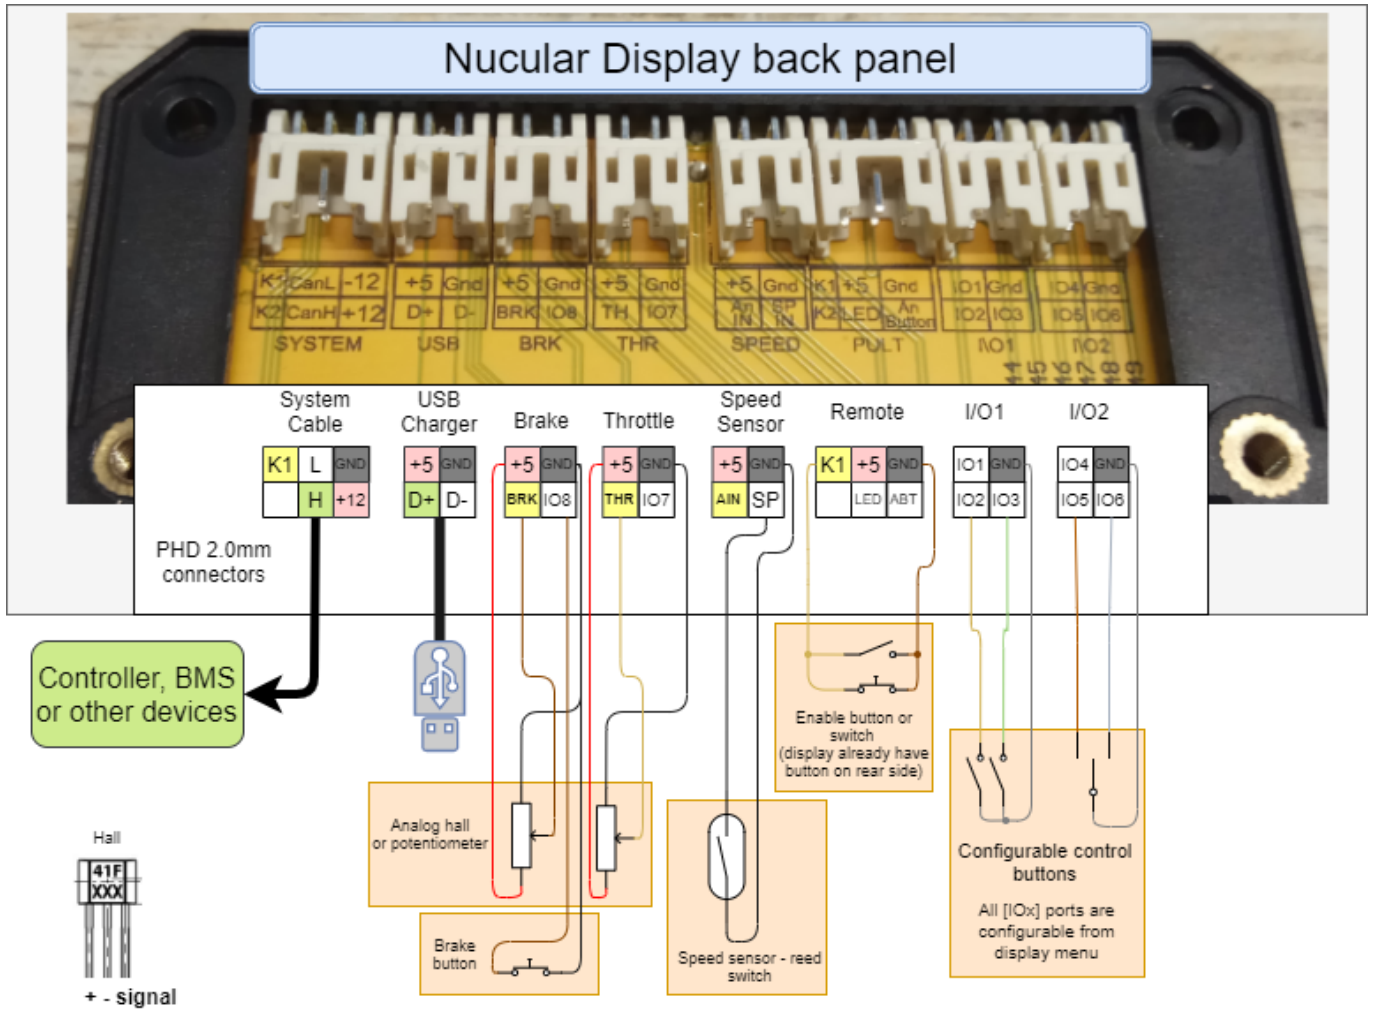 Nucular Display back panel
K1 CanL -12 +5 Gnd +5 Gnd +5 Gnd +5 Gnd K1 +5 Gnd IO1 Gnd IO4 Gnd
K2 CanH +12 D+ D- BRK IO8 TH IO7 An IN SP IN K2 LED An Button IO2 IO3 IO5 IO6
SYSTEM USB BRK THR SPEED PULT I/O1 I/O2
System Cable
USB Charger
Brake
Throttle
Speed Sensor
Remote
I/O1
I/O2
K1 L GND +5 GND +5 GND +5 GND +5 GND K1 +5 GND IO1 GND IO4 GND
H +12 D+ D- BRK IO8 THR IO7 AIN SP LED ABT IO2 IO3 IO5 IO6
PHD 2.0mm
connectors
Controller, BMS
or other devices
Enable button or
switch
(display already have
button on rear side)
Analog hall
or potentiometer
Configurable control
buttons
All [IOx] ports are
configurable from
display menu
Brake
button
Speed sensor - reed
switch
Hall
41F
XXX
+ - signal